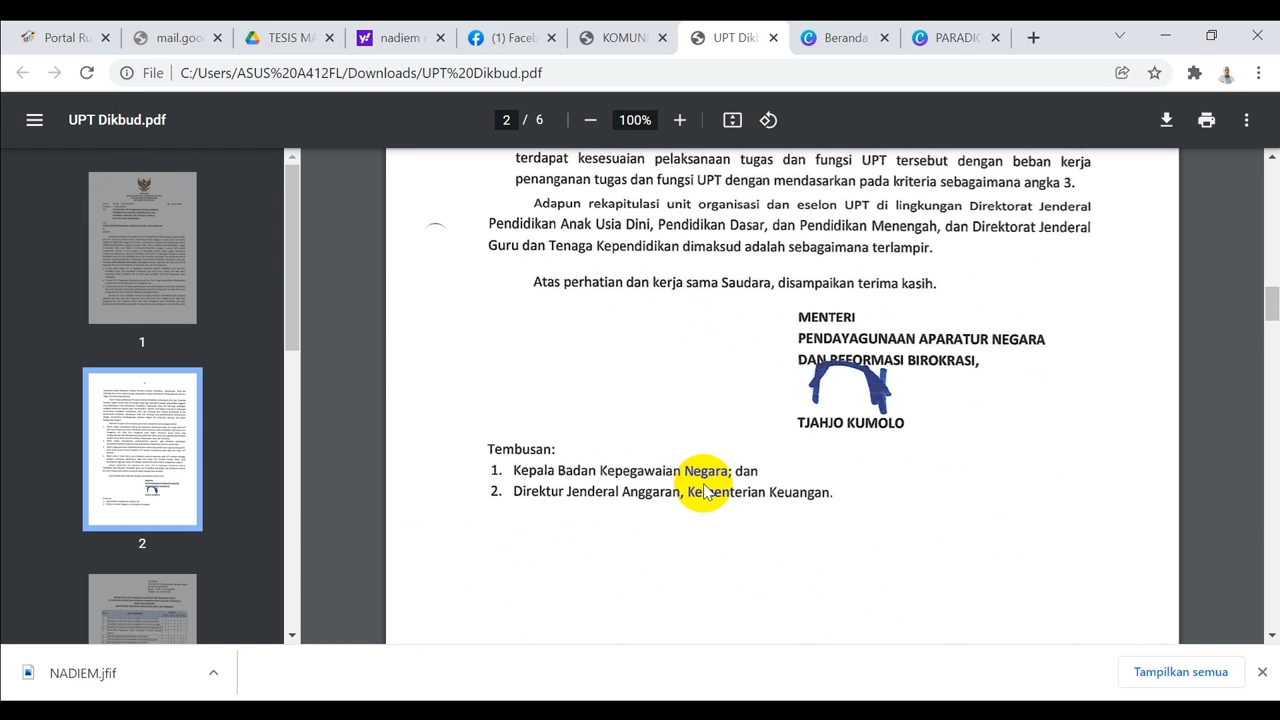 Portal Ru
mail.goo
TESIS MA
nadiem
(1) Faceb
KOMUNI
UPT Dikb
Beranda
PARADIG
File
C:/Users/ASUS%20A412FL/Downloads/UPT%20Dikbud.pdf
UPT Dikbud.pdf
2 / 6
100%
terdapat kesesuaian pelaksanaan tugas dan fungsi UPT tersebut dengan beban kerja
penanganan tugas dan fungsi UPT dengan mendasarkan pada kriteria sebagaimana angka 3.
Adapun rekapitulasi unit organisasi dan eselon UPT di lingkungan Direktorat Jenderal
Pendidikan Anak Usia Dini, Pendidikan Dasar, dan Pendidikan Menengah, dan Direktorat Jenderal
Guru dan Tenaga Kependidikan dimaksud adalah sebagaimana terlampir.
Atas perhatian dan kerja sama Saudara, disampaikan terima kasih.
MENTERI
PENDAYAGUNAAN APARATUR NEGARA
DAN REFORMASI BIROKRASI,
TJAHJO KUMOLO
Tembusan:
1. Kepala Badan Kepegawaian Negara; dan
2. Direktur Jenderal Anggaran, Kementerian Keuangan.
1
2
NADIEM.jfif
Tampilkan semua